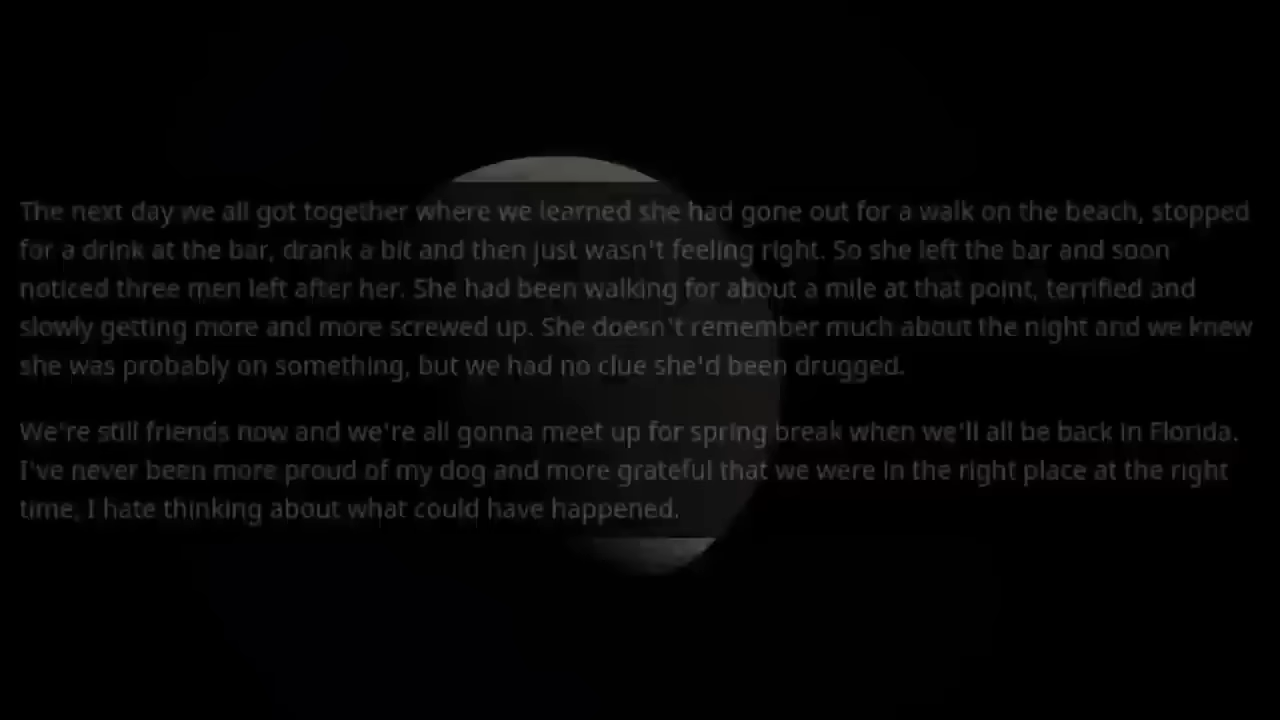 The next day we all got together where we learned she had gone out for a walk on the beach, stopped
for a drink at the bar, drank a bit and then just wasn't feeling right. So she left the bar and soon
noticed three men left after her. She had been walking for about a mile at that point, terrified and
slowly getting more and more screwed up. She doesn't remember much about the night and we knew
she was probably on something, but we had no clue she'd been drugged.
We're still friends now and we're all gonna meet up for spring break when we'll all be back in Florida.
I've never been more proud of my dog and more grateful that we were in the right place at the right
time, I hate thinking about what could have happened.